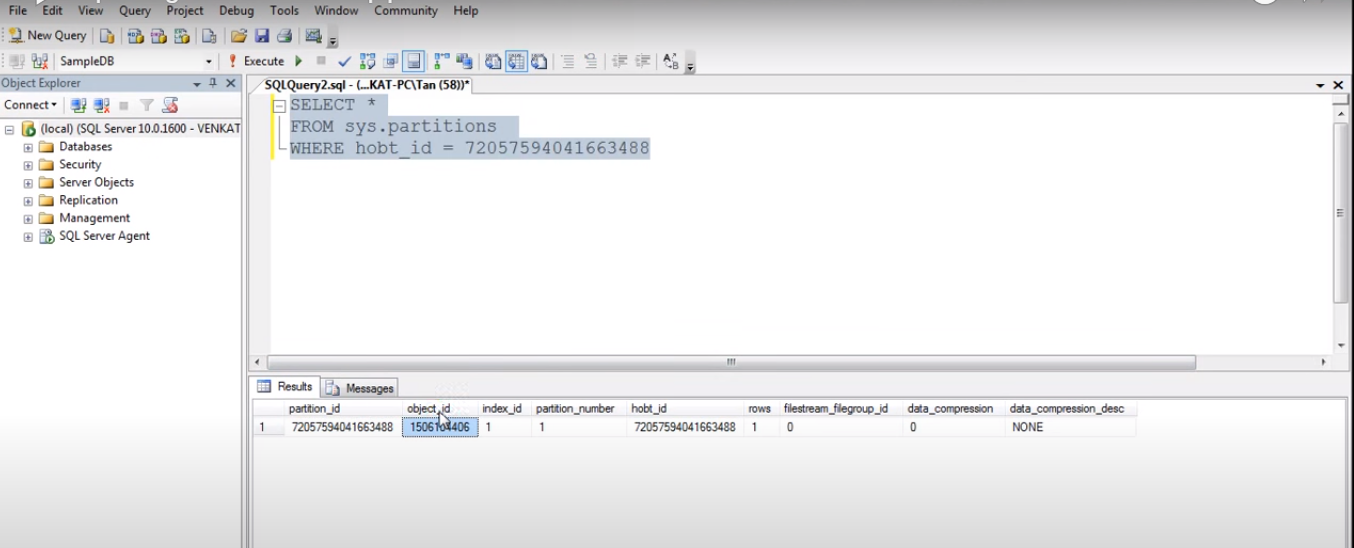 File Edit View Query Project Debug Tools Window Community Help
New Query
SampleDB Execute
Object Explorer
SQLQuery2.sql - (...KAT-PC\Tan (58))*
Connect
(local) (SQL Server 10.0.1600 - VENKAT
Databases
Security
Server Objects
Replication
Management
SQL Server Agent
SELECT *
FROM sys.partitions
WHERE hobt_id = 72057594041663488
Results Messages
partition_id object_id index_id partition_number hobt_id rows filestream_filegroup_id data_compression data_compression_desc
1 72057594041663488 1 1 72057594041663488 1 0 0 NONE